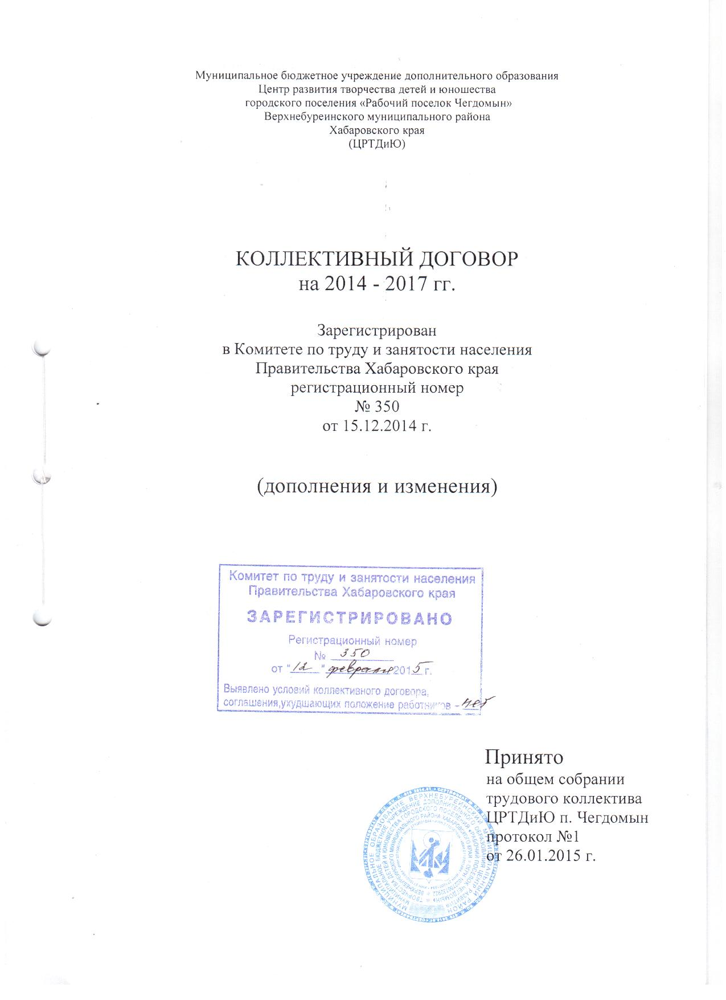 Муниципальное бюджетное учреждение дополнительного образования
Центр развития творчества детей и юношества
городского поселения «Рабочий поселок Чегдомын»
Верхнебуреинского муниципального района
Хабаровского края
(ЦРТДиЮ)
КОЛЛЕКТИВНЫЙ ДОГОВОР
на 2014 - 2017 гг.
Зарегистрирован
в Комитете по труду и занятости населения
Правительства Хабаровского края
регистрационный номер
№ 350
от 15.12.2014 г.
(дополнения и изменения)
Комитет по труду и занятости населения
Правительства Хабаровского края
ЗАРЕГИСТРИРОВАНО
Регистрационный номер
№ 350
от "12" февраля 2015 г.
Выявлено условий коллективного договора,
соглашения,ухудшающих положение работников - нет
Принято
на общем собрании
трудового коллектива
ЦРТДиЮ п. Чегдомын
протокол №1
от 26.01.2015 г.